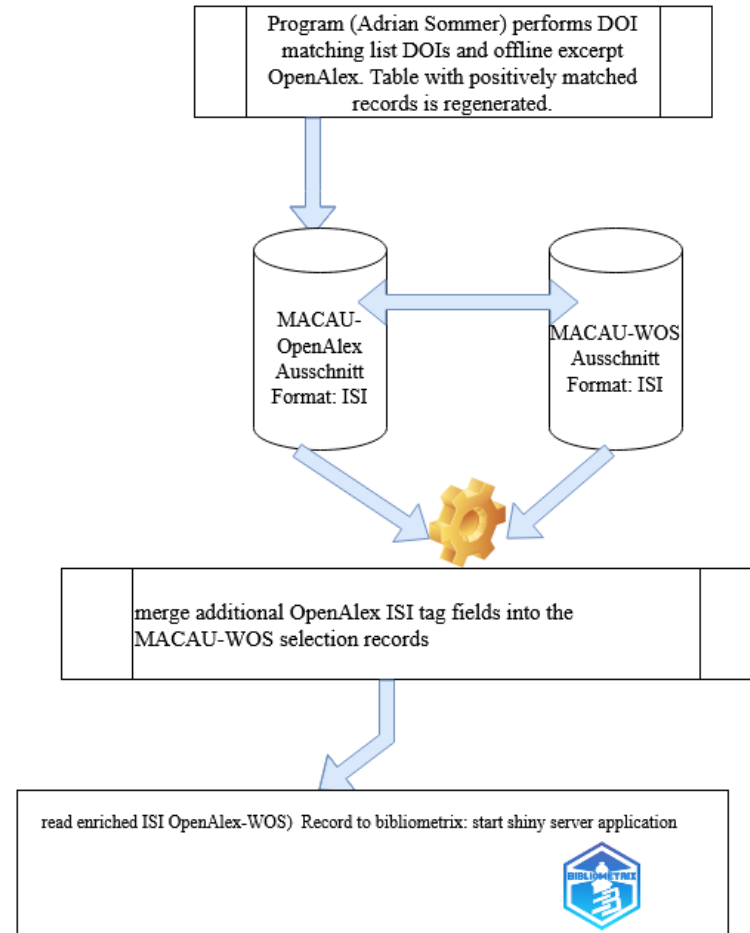 Program (Adrian Sommer) performs DOI
matching list DOIs and offline excerpt
OpenAlex. Table with positively matched
records is regenerated.
MACAU-
OpenAlex
Ausschnitt
Format: ISI
MACAU-WOS
Ausschnitt
Format: ISI
merge additional OpenAlex ISI tag fields into the
MACAU-WOS selection records
read enriched ISI OpenAlex-WOS) Record to bibliometrix: start shiny server application
BIBLIOMETRIX